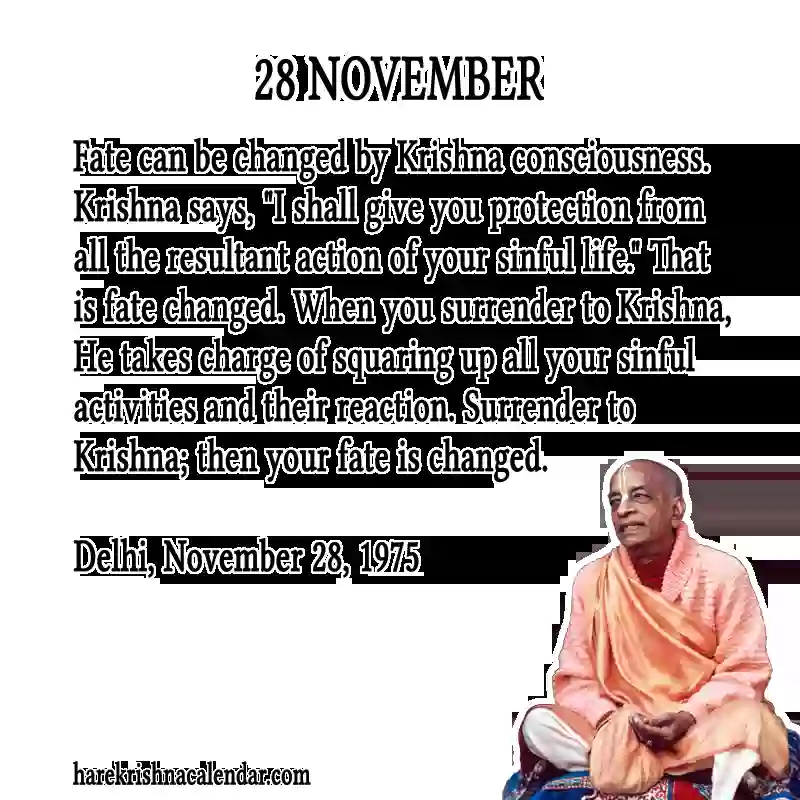 28 NOVEMBER
Fate can be changed by Krishna consciousness.
Krishna says, "I shall give you protection from
all the resultant action of your sinful life." That
is fate changed. When you surrender to Krishna,
He takes charge of squaring up all your sinful
activities and their reaction. Surrender to
Krishna; then your fate is changed.
Delhi, November 28, 1975
harekrishnacalendar.com